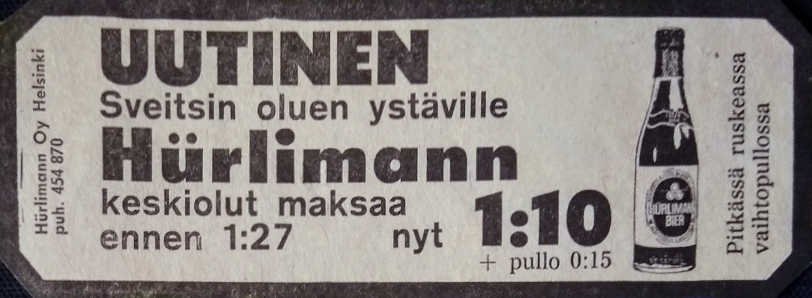 Hürlimann Oy Helsinki
puh. 454 870
UUTINEN
Sveitsin oluen ystäville
Hürlimann
keskiolut maksaa
ennen 1:27 nyt 1:10
+ pullo 0:15
HÜRLIMANN
BIER
Pitkässä ruskeassa
vaihtopullossa